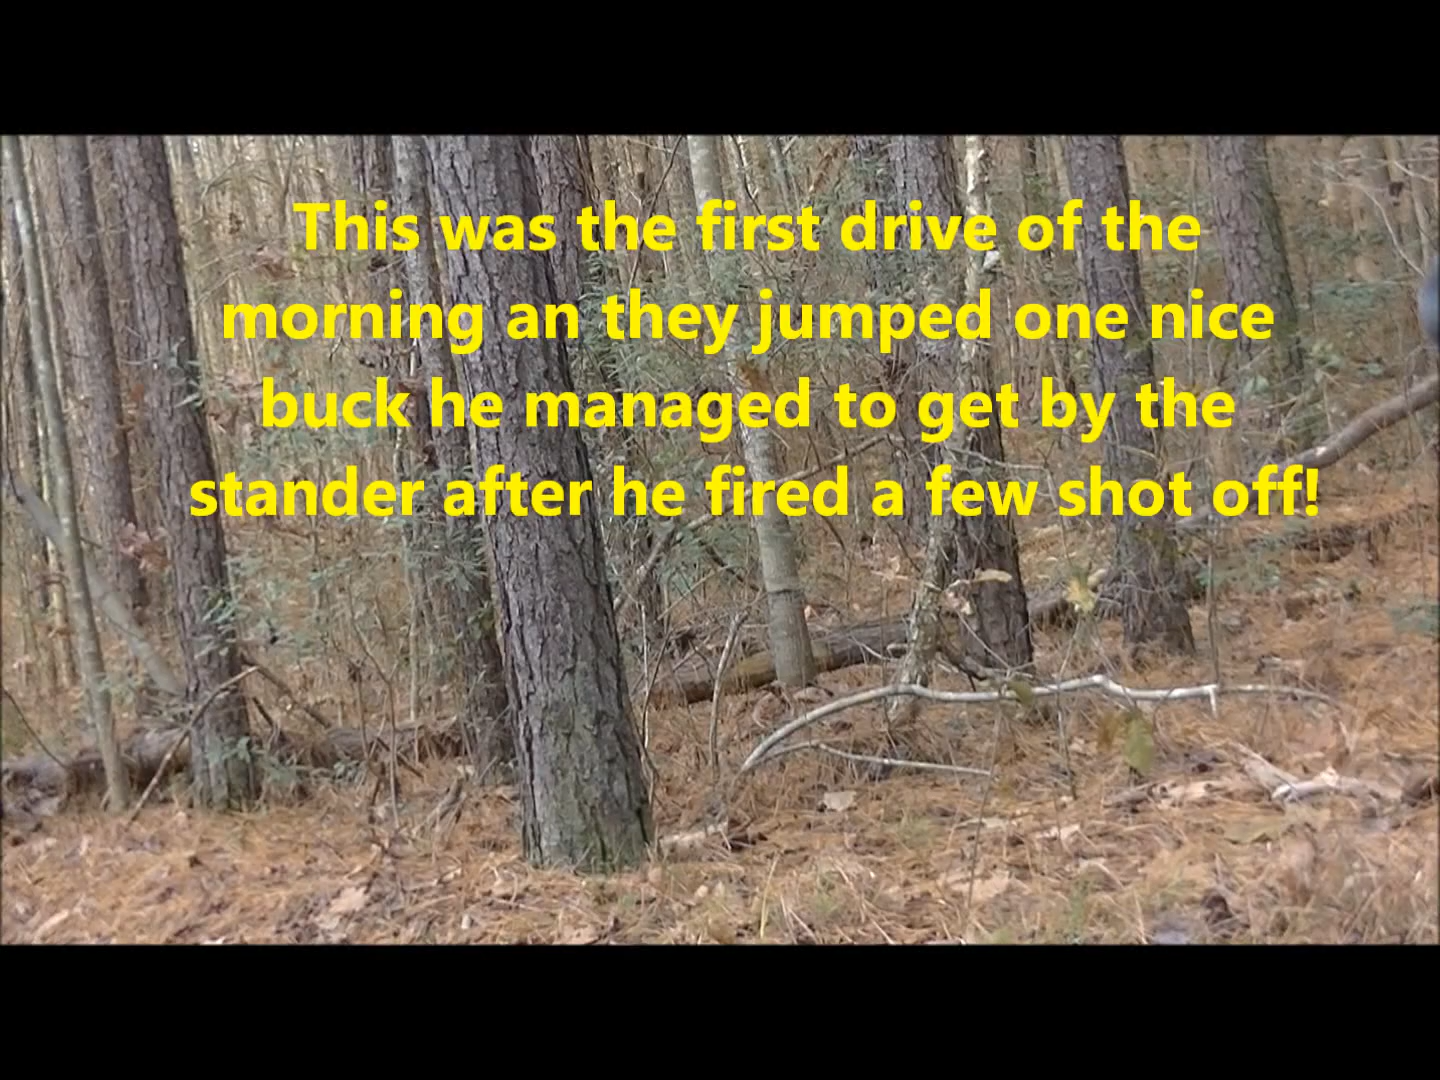 This was the first drive of the
morning an they jumped one nice
buck he managed to get by the
stander after he fired a few shot off!